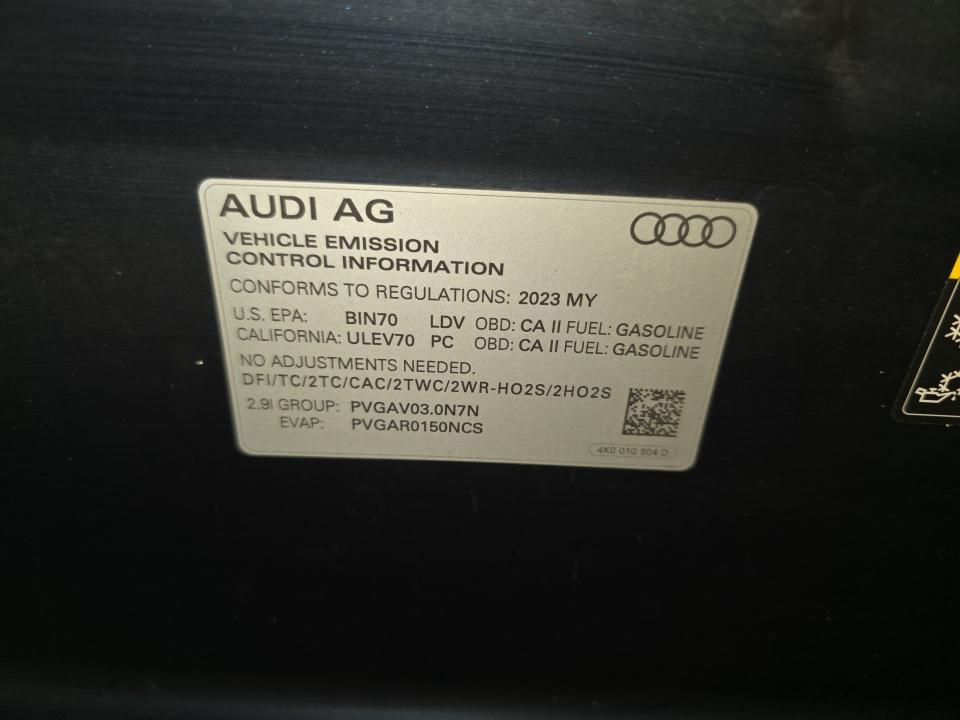 AUDI AG
VEHICLE EMISSION
CONTROL INFORMATION
CONFORMS TO REGULATIONS: 2023 MY
U.S. EPA: BIN70 LDV OBD: CA II FUEL: GASOLINE
CALIFORNIA: ULEV70 PC OBD: CA II FUEL: GASOLINE
NO ADJUSTMENTS NEEDED.
DFI/TC/2TC/CAC/2TWC/2WR-HO2S/2HO2S
2.9l GROUP: PVGAV03.0N7N
EVAP: PVGAR0150NCS
4K0 010 504 D